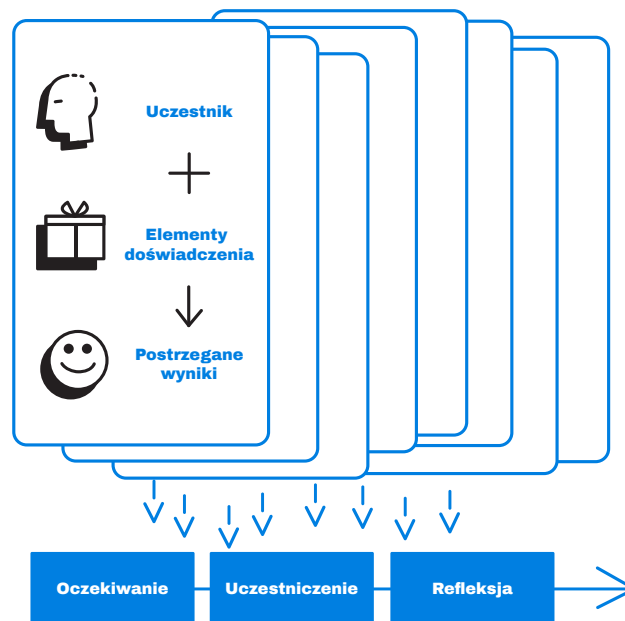 Uczestnik
Elementy
doświadczenia
Postrzegane
wyniki
Oczekiwanie
Uczestniczenie
Refleksja